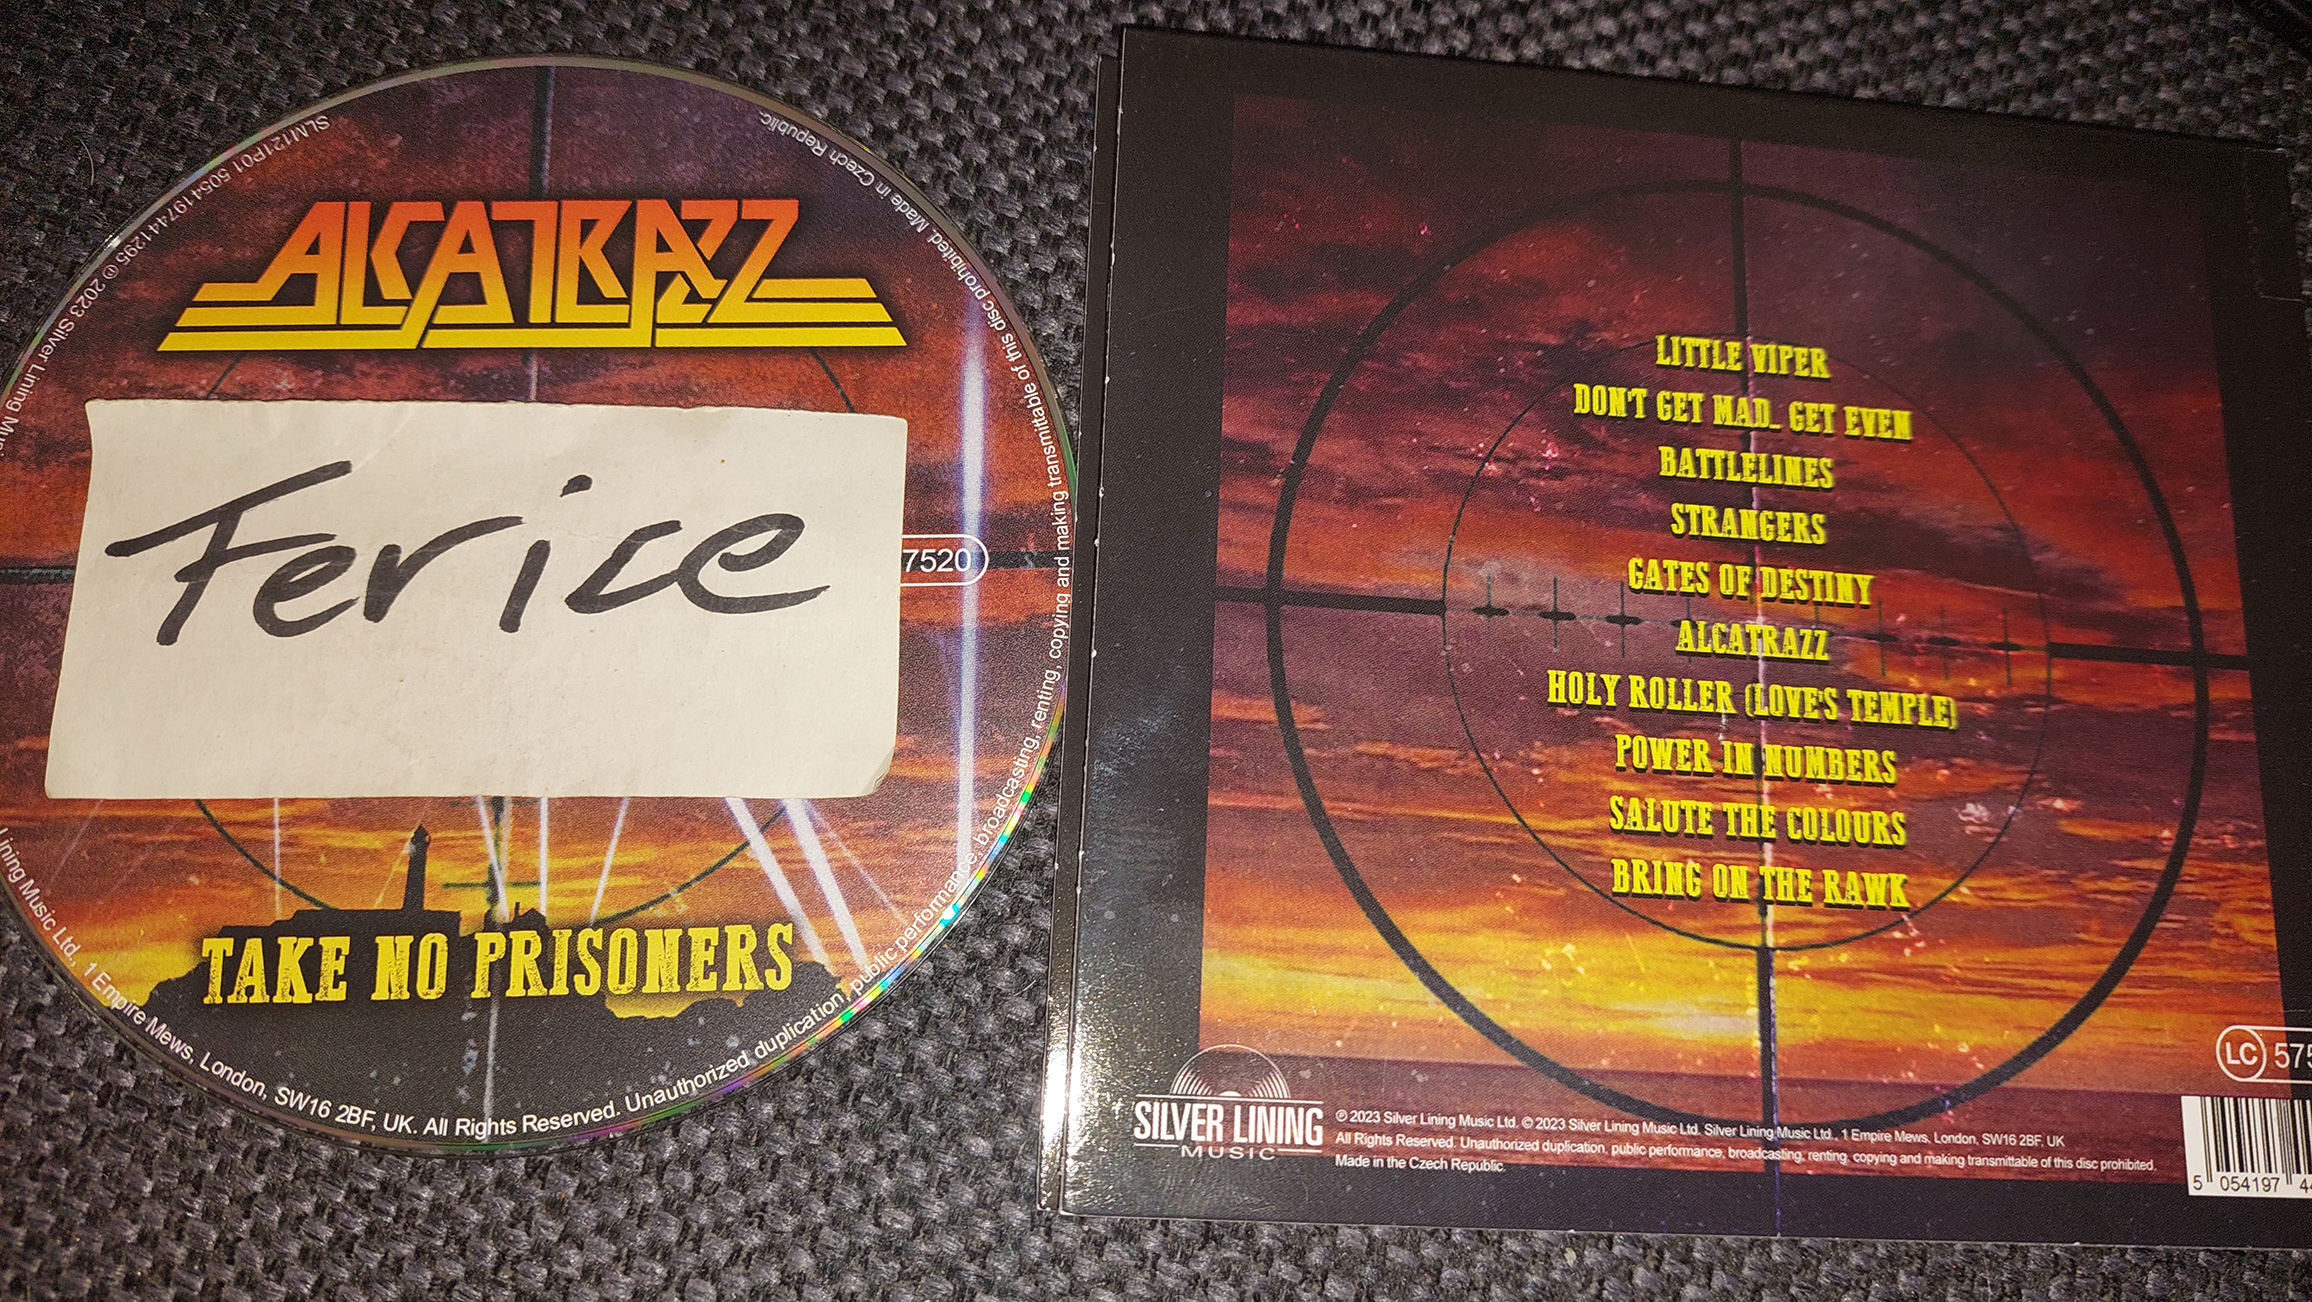 SLM121P01 5054197441295 ℗ 2023 Silver Lining
Made in Czech Republic.
ALCATRAZZ
Ferice
7520
TAKE NO PRISONERS
Lining Music Ltd., 1 Empire Mews, London, SW16 2BF, UK. All Rights Reserved. Unauthorized duplication, public performance, broadcasting, renting, copying and making transmittable of this disc prohibited.
LITTLE VIPER
DON'T GET MAD... GET EVEN
BATTLELINES
STRANGERS
GATES OF DESTINY
ALCATRAZZ
HOLY ROLLER (LOVE'S TEMPLE)
POWER IN NUMBERS
SALUTE THE COLOURS
BRING ON THE RAWK
LC 575
SILVER LINING
MUSIC
℗ 2023 Silver Lining Music Ltd. © 2023 Silver Lining Music Ltd. Silver Lining Music Ltd., 1 Empire Mews, London, SW16 2BF, UK
All Rights Reserved. Unauthorized duplication, public performance, broadcasting, renting, copying and making transmittable of this disc prohibited.
Made in the Czech Republic.
5 054197 44